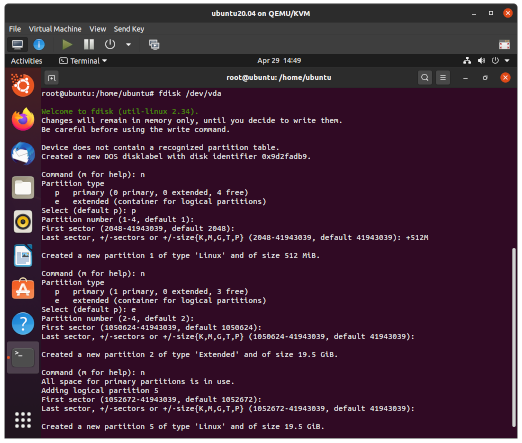 ubuntu20.04 on QEMU/KVM
File Virtual Machine View Send Key
Activities Terminal Apr 29 14:49
root@ubuntu: /home/ubuntu
root@ubuntu:/home/ubuntu# fdisk /dev/vda
Welcome to fdisk (util-linux 2.34).
Changes will remain in memory only, until you decide to write them.
Be careful before using the write command.
Device does not contain a recognized partition table.
Created a new DOS disklabel with disk identifier 0x9d2fadb9.
Command (m for help): n
Partition type
p primary (0 primary, 0 extended, 4 free)
e extended (container for logical partitions)
Select (default p): p
Partition number (1-4, default 1):
First sector (2048-41943039, default 2048):
Last sector, +/-sectors or +/-size{K,M,G,T,P} (2048-41943039, default 41943039): +512M
Created a new partition 1 of type 'Linux' and of size 512 MiB.
Command (m for help): n
Partition type
p primary (1 primary, 0 extended, 3 free)
e extended (container for logical partitions)
Select (default p): e
Partition number (2-4, default 2):
First sector (1050624-41943039, default 1050624):
Last sector, +/-sectors or +/-size{K,M,G,T,P} (1050624-41943039, default 41943039):
Created a new partition 2 of type 'Extended' and of size 19.5 GiB.
Command (m for help): n
All space for primary partitions is in use.
Adding logical partition 5
First sector (1052672-41943039, default 1052672):
Last sector, +/-sectors or +/-size{K,M,G,T,P} (1052672-41943039, default 41943039):
Created a new partition 5 of type 'Linux' and of size 19.5 GiB.